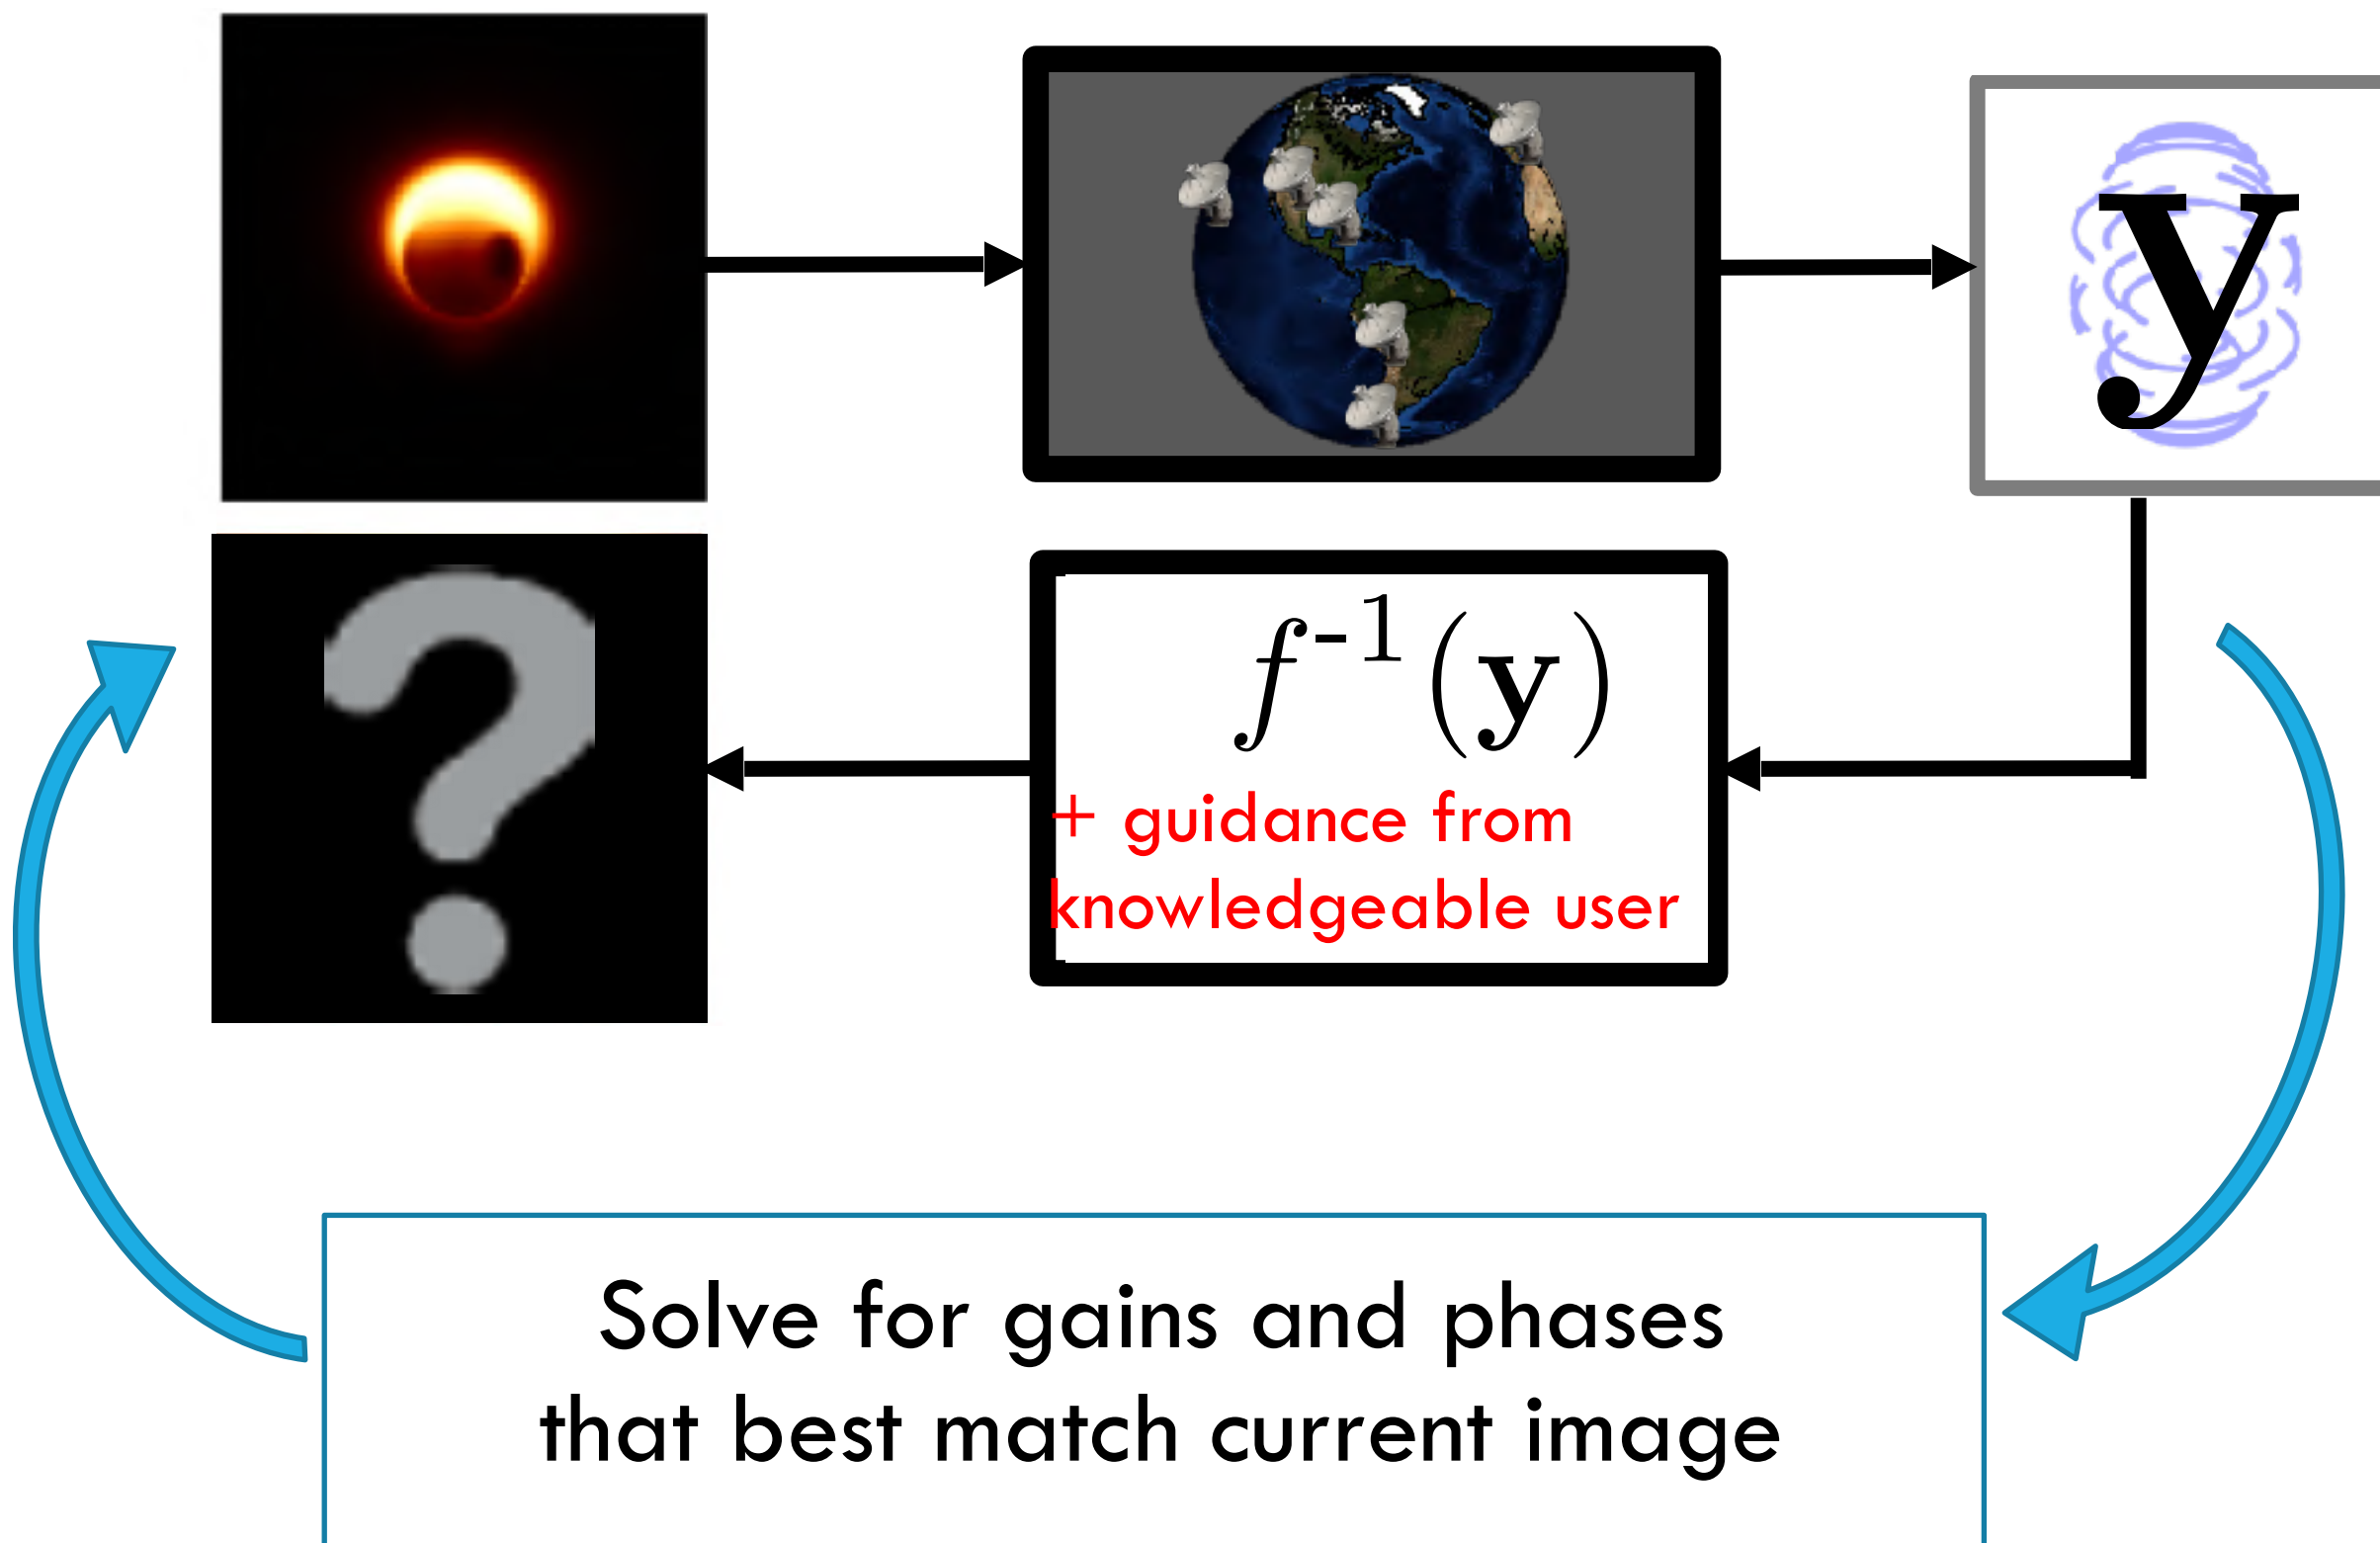 y
f⁻¹(y)
+ guidance from
knowledgeable user
?
Solve for gains and phases
that best match current image